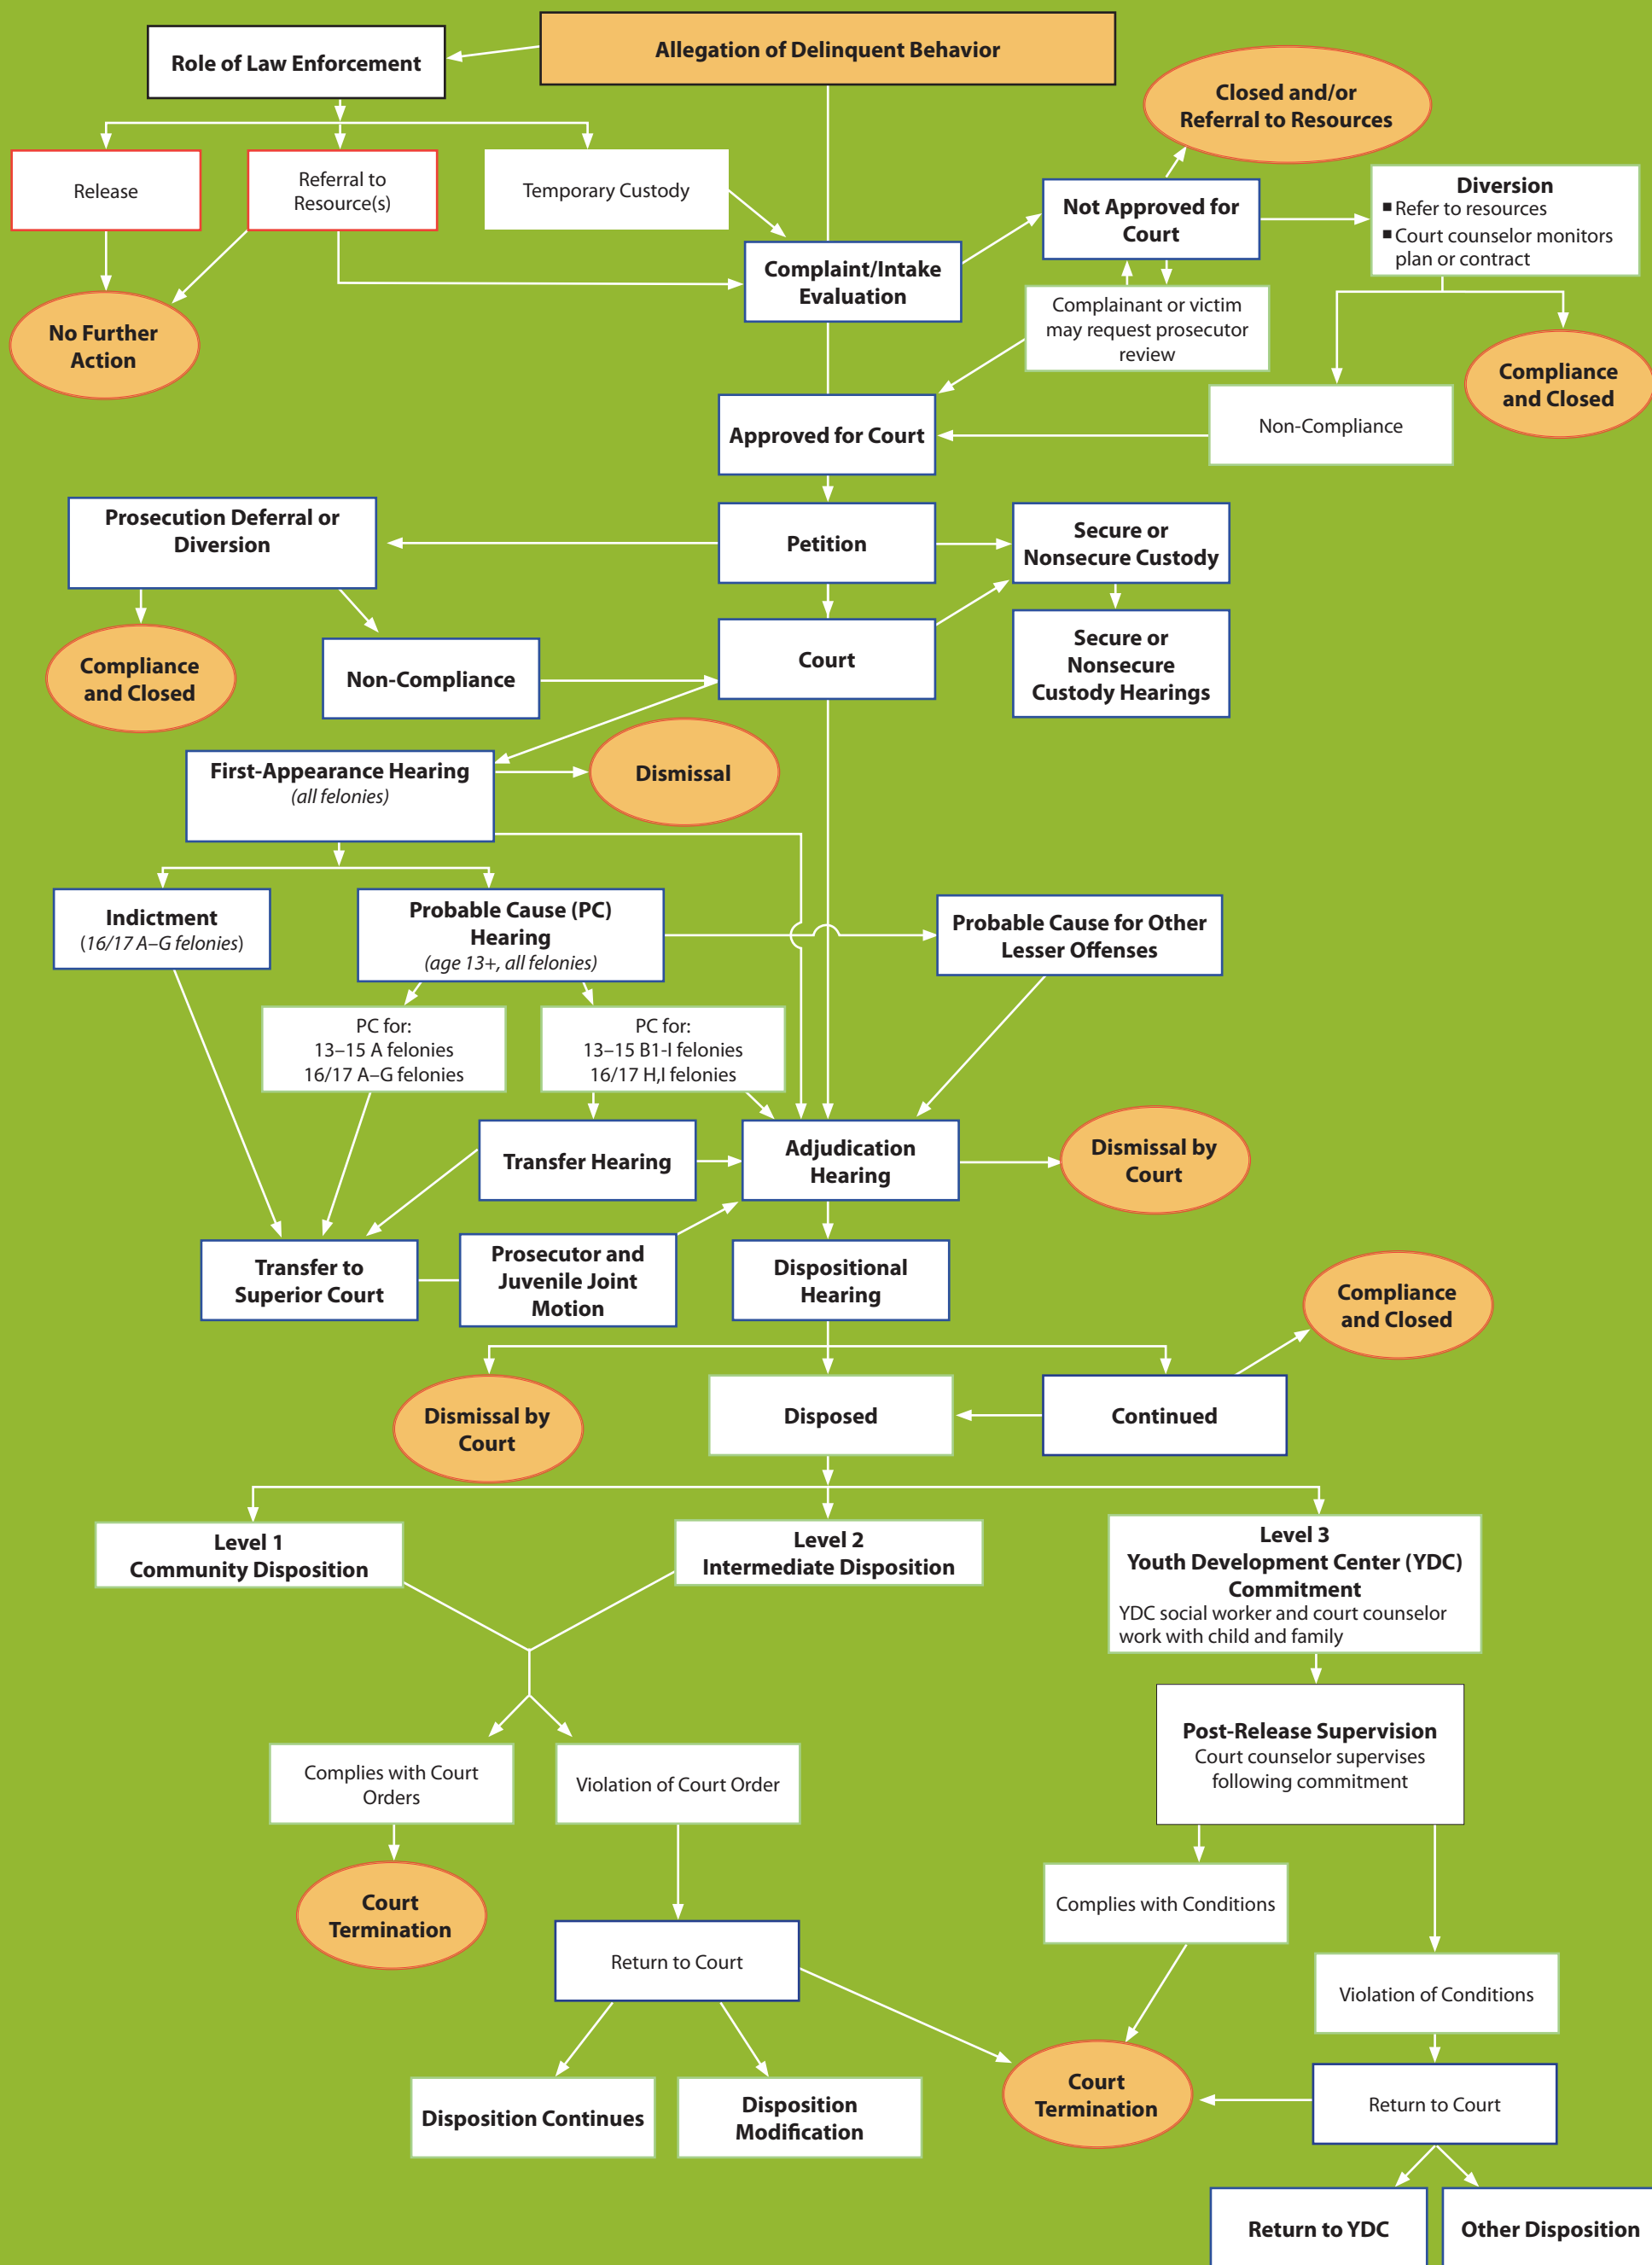 Allegation of Delinquent Behavior
Role of Law Enforcement
Closed and/or
Referral to Resources
Release
Referral to
Resource(s)
Temporary Custody
Not Approved for
Court
Diversion
■ Refer to resources
■ Court counselor monitors
plan or contract
Complaint/Intake
Evaluation
Complainant or victim
may request prosecutor
review
No Further
Action
Compliance
and Closed
Approved for Court
Non-Compliance
Prosecution Deferral or
Diversion
Petition
Secure or
Nonsecure Custody
Compliance
and Closed
Non-Compliance
Court
Secure or
Nonsecure
Custody Hearings
First-Appearance Hearing
(all felonies)
Dismissal
Indictment
(16/17 A–G felonies)
Probable Cause (PC)
Hearing
(age 13+, all felonies)
Probable Cause for Other
Lesser Offenses
PC for:
13–15 A felonies
16/17 A–G felonies
PC for:
13–15 B1-I felonies
16/17 H,I felonies
Transfer Hearing
Adjudication
Hearing
Dismissal by
Court
Transfer to
Superior Court
Prosecutor and
Juvenile Joint
Motion
Dispositional
Hearing
Compliance
and Closed
Dismissal by
Court
Disposed
Continued
Level 1
Community Disposition
Level 2
Intermediate Disposition
Level 3
Youth Development Center (YDC)
Commitment
YDC social worker and court counselor
work with child and family
Post-Release Supervision
Court counselor supervises
following commitment
Complies with Court
Orders
Violation of Court Order
Court
Termination
Complies with Conditions
Return to Court
Violation of Conditions
Disposition Continues
Disposition
Modification
Court
Termination
Return to Court
Return to YDC
Other Disposition